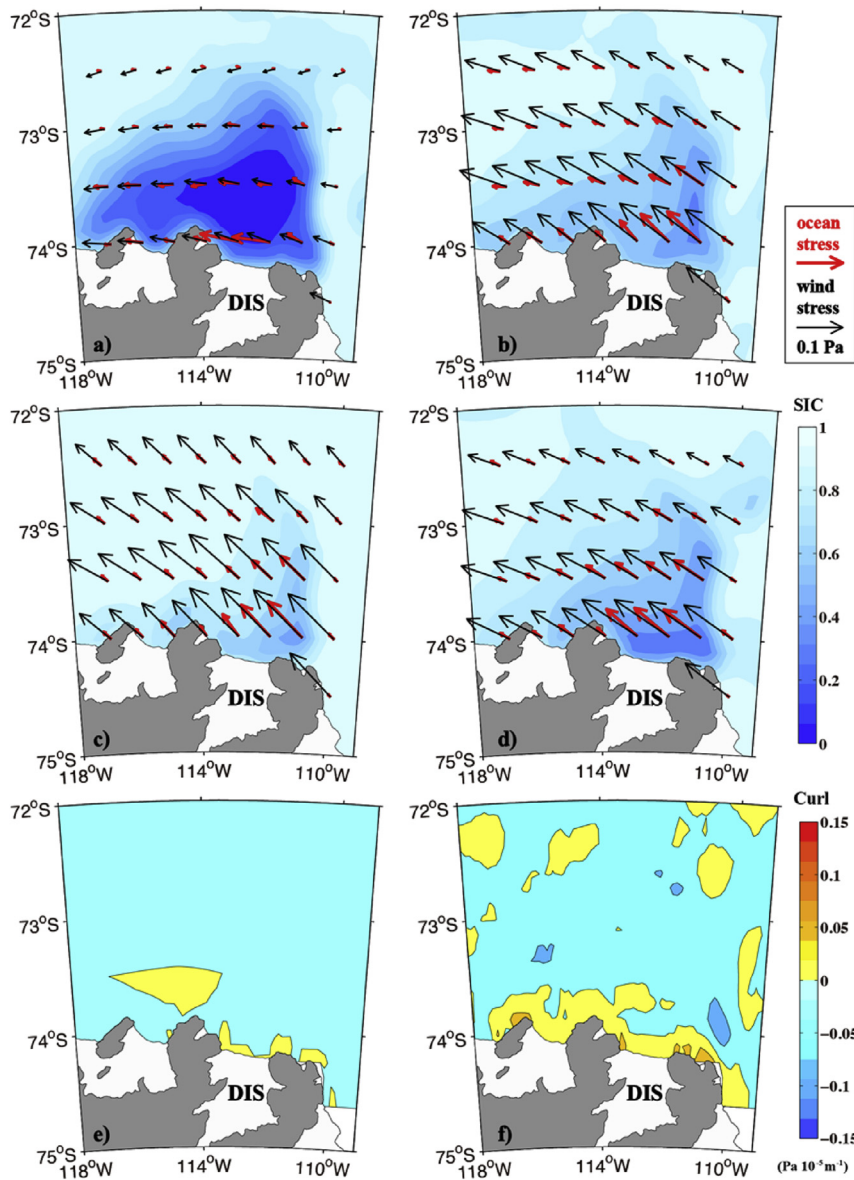 72°S
73°S
74°S
75°S
118°W
114°W
110°W
DIS
a)
72°S
73°S
74°S
75°S
118°W
114°W
110°W
DIS
b)
ocean
stress
wind
stress
0.1 Pa
72°S
73°S
74°S
75°S
118°W
114°W
110°W
DIS
c)
72°S
73°S
74°S
75°S
118°W
114°W
110°W
DIS
d)
SIC
1
0.8
0.6
0.4
0.2
0
72°S
73°S
74°S
75°S
118°W
114°W
110°W
DIS
e)
72°S
73°S
74°S
75°S
118°W
114°W
110°W
DIS
f)
Curl
0.15
0.1
0.05
0
−0.05
−0.1
−0.15
(Pa 10⁻⁵ m⁻¹)